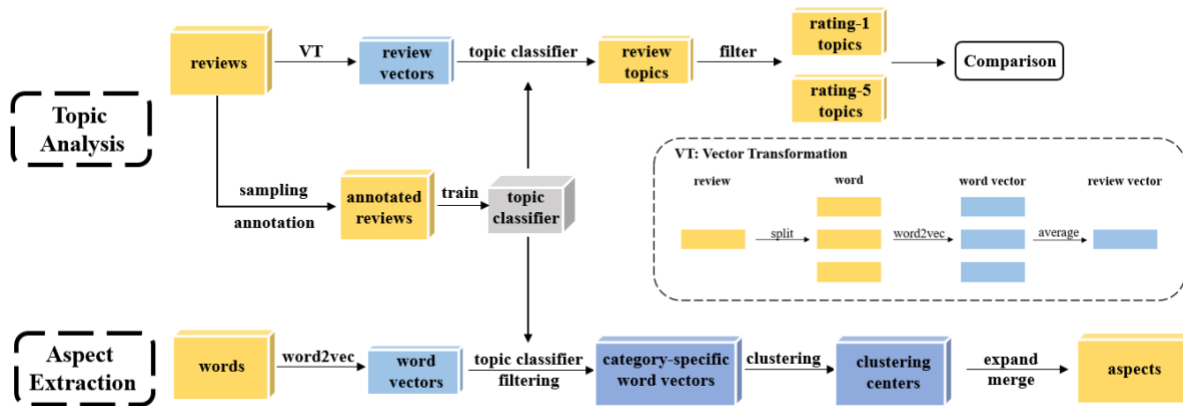 reviews
VT
review
vectors
topic classifier
review
topics
filter
rating-1
topics
rating-5
topics
Comparison
Topic
Analysis
sampling
annotation
annotated
reviews
train
topic
classifier
VT: Vector Transformation
review
word
word vector
review vector
split
word2vec
average
Aspect
Extraction
words
word2vec
word
vectors
topic classifier
filtering
category-specific
word vectors
clustering
clustering
centers
expand
merge
aspects